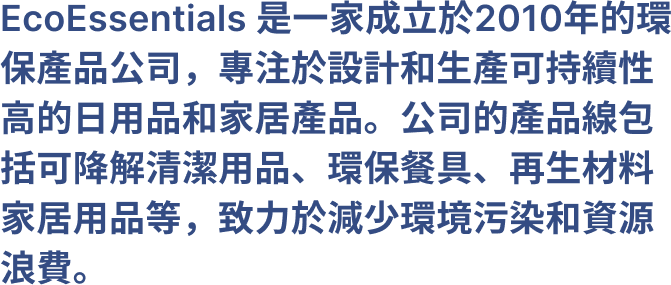 EcoEssentials 是一家成立於2010年的環
保產品公司，專注於設計和生產可持續性
高的日用品和家居產品。公司的產品線包
括可降解清潔用品、環保餐具、再生材料
家居用品等，致力於減少環境污染和資源
浪費。